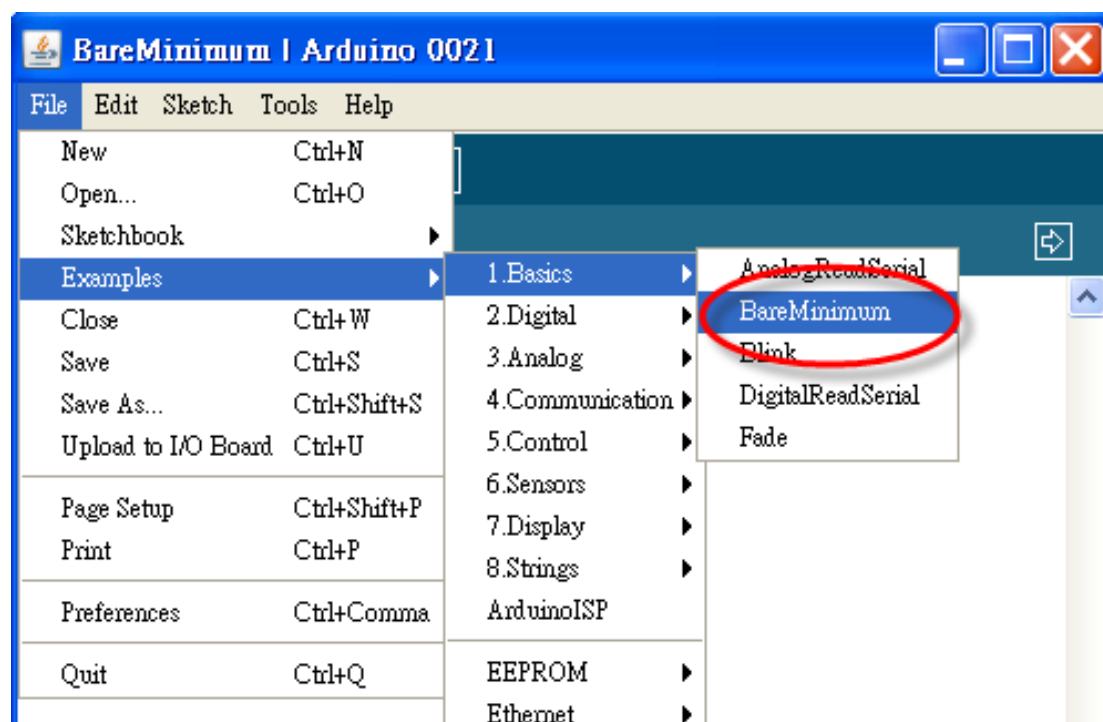 BareMinimum | Arduino 0021
File Edit Sketch Tools Help
New Ctrl+N
Open... Ctrl+O
Sketchbook
Examples
Close Ctrl+W
Save Ctrl+S
Save As... Ctrl+Shift+S
Upload to I/O Board Ctrl+U
Page Setup Ctrl+Shift+P
Print Ctrl+P
Preferences Ctrl+Comma
Quit Ctrl+Q
1.Basics
2.Digital
3.Analog
4.Communication
5.Control
6.Sensors
7.Display
8.Strings
ArduinoISP
EEPROM
Ethernet
AnalogReadSerial
BareMinimum
Blink
DigitalReadSerial
Fade